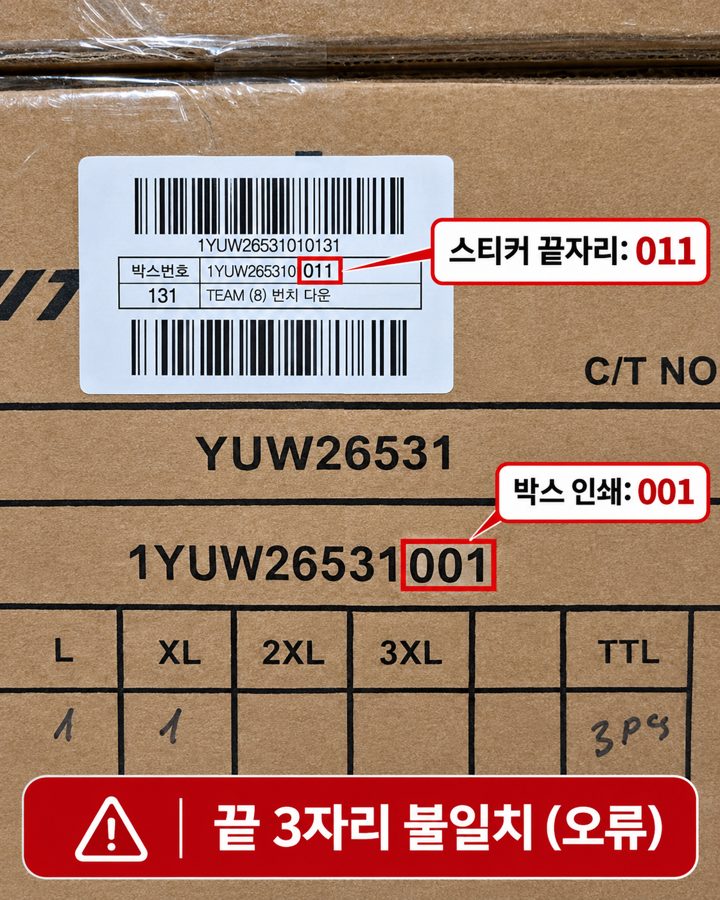 1YUW26531010131
박스번호 1YUW265310 011
131 TEAM (8) 번치 다운
스티커 끝자리: 011
C/T NO
YUW26531
박스 인쇄: 001
1YUW26531001
L XL 2XL 3XL TTL
1 1 3 pcs
끝 3자리 불일치 (오류)